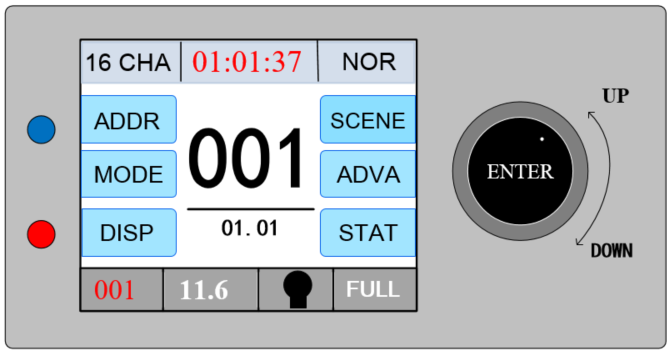 16 CHA 01:01:37 NOR
ADDR
MODE
DISP
001
01.01
SCENE
ADVA
STAT
001 11.6 FULL
UP
ENTER
DOWN